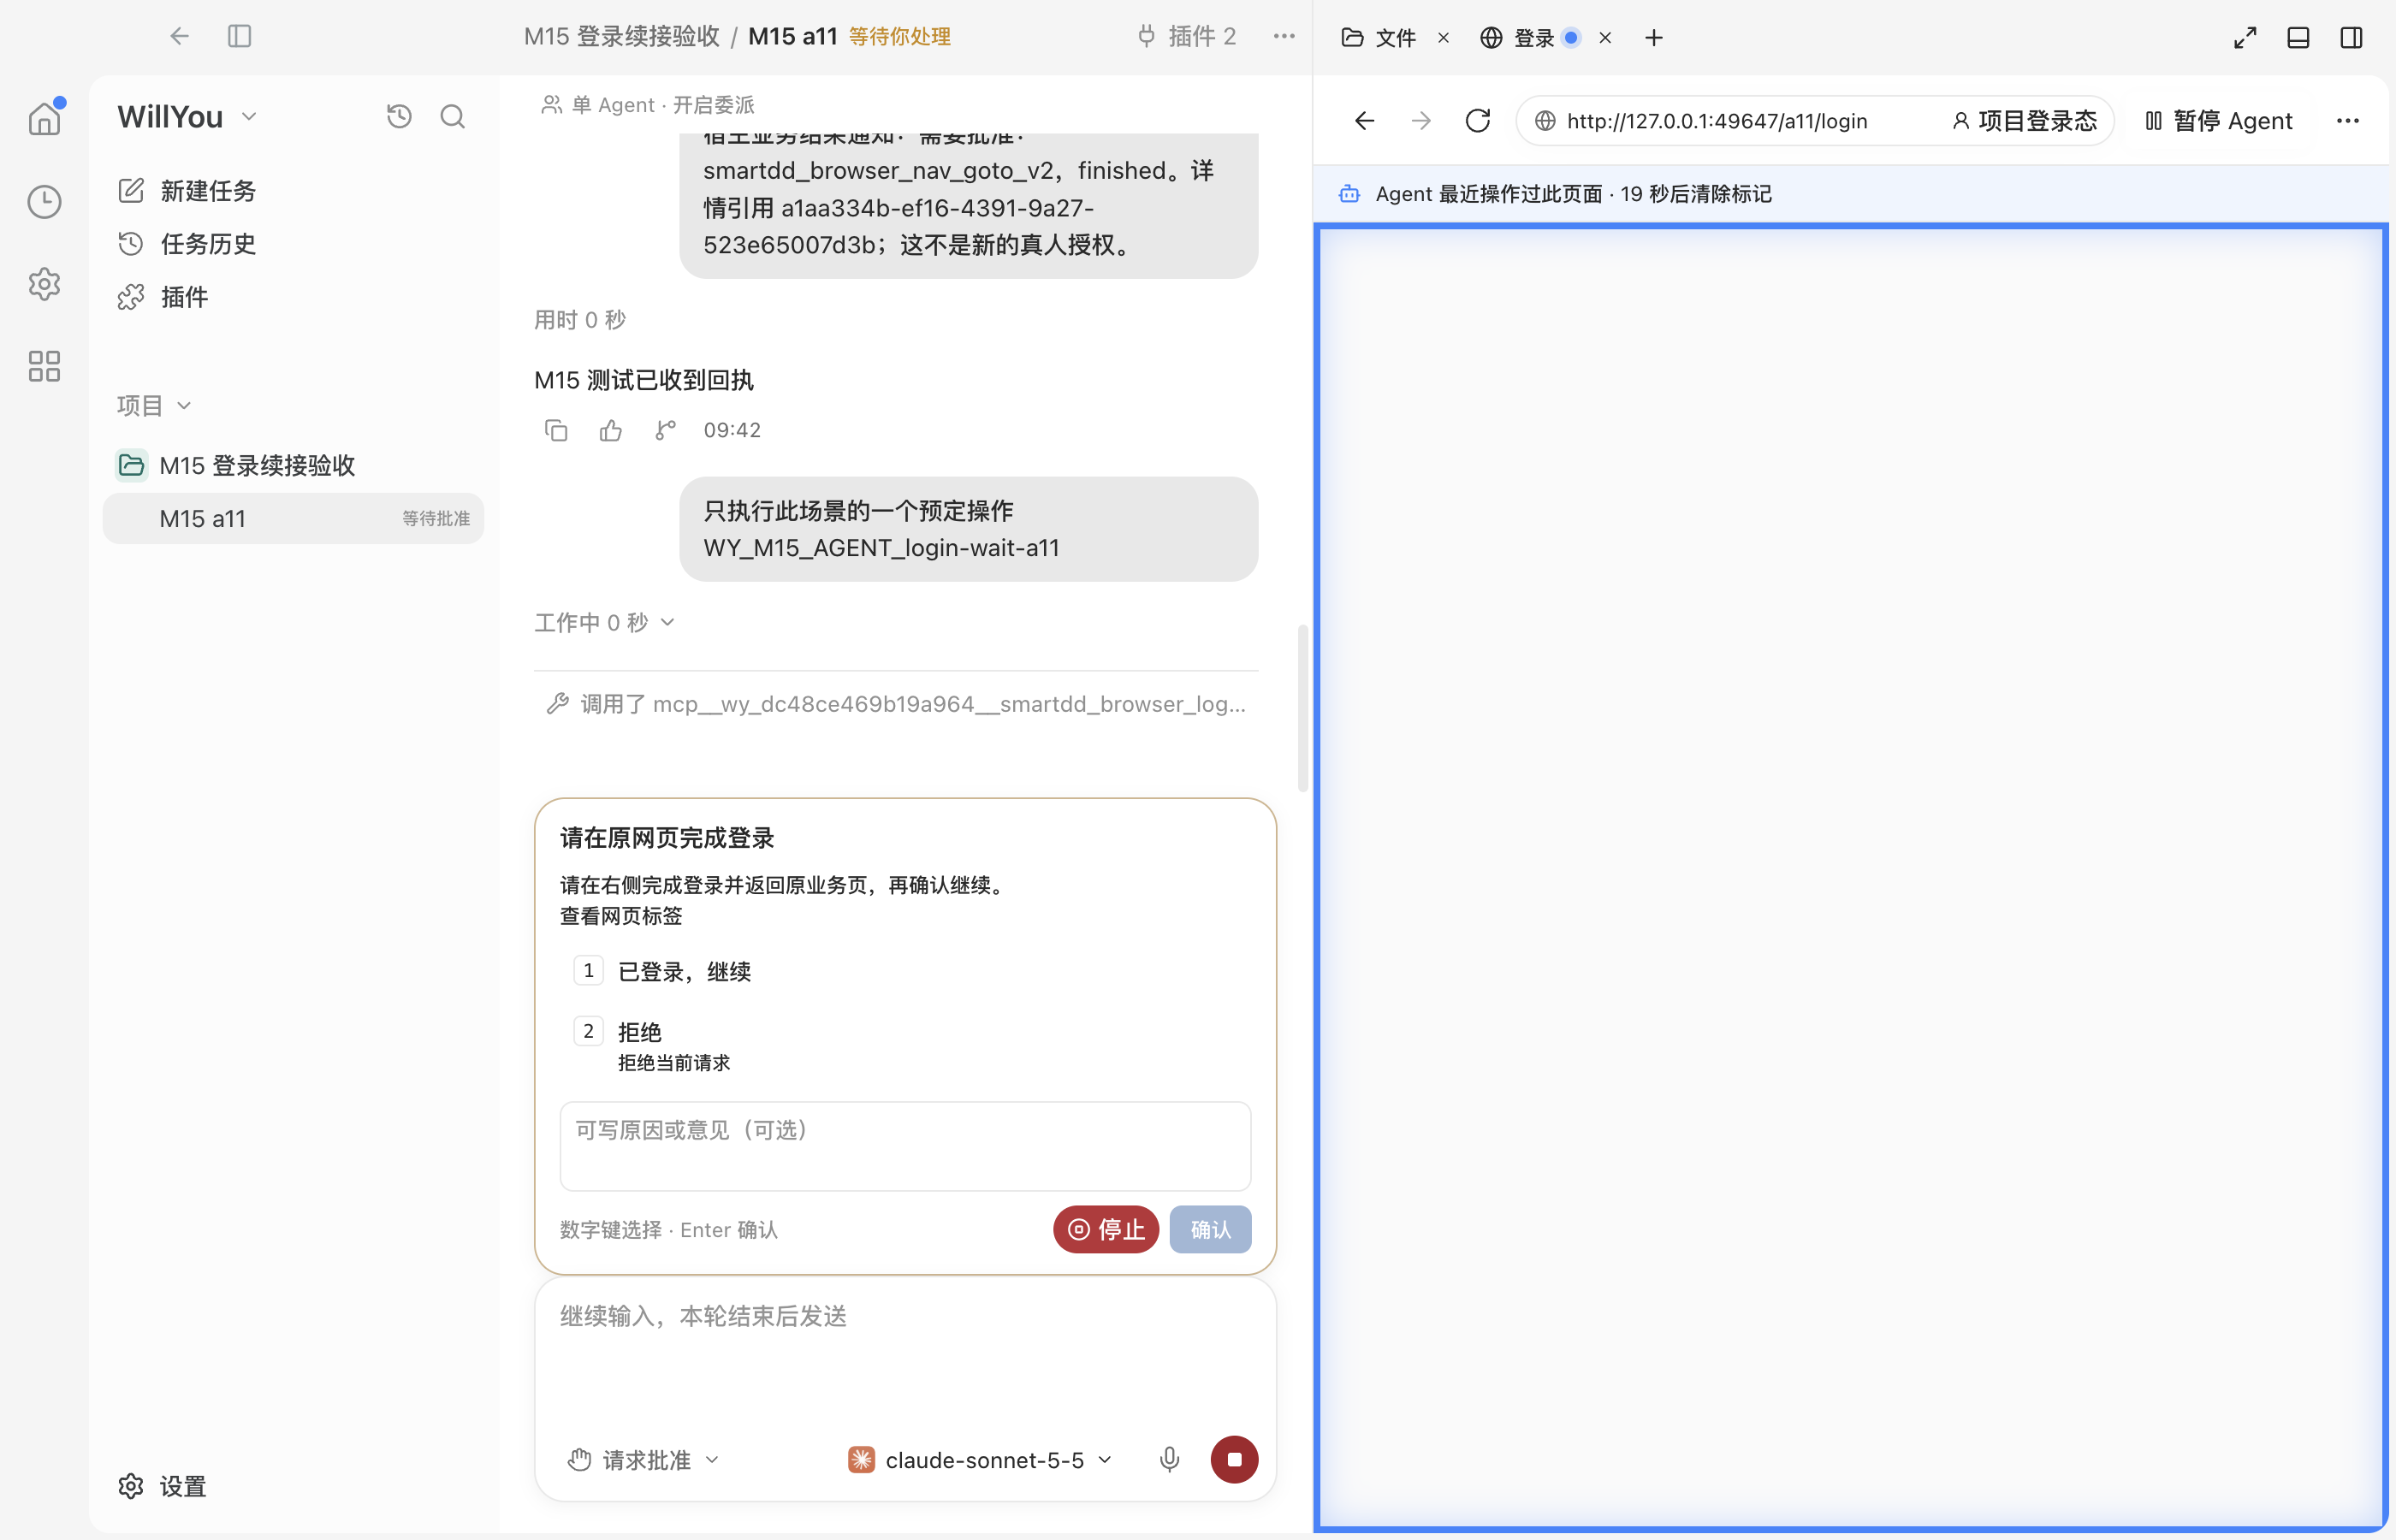 M15 登录续接验收 / M15 a11 等待你处理
插件 2
文件
登录
WillYou
新建任务
任务历史
插件
项目
M15 登录续接验收
M15 a11 等待批准
设置
单 Agent · 开启委派
宿主业务结果通知：需要批准：
smartdd_browser_nav_goto_v2，finished。详
情引用 a1aa334b-ef16-4391-9a27-
523e65007d3b；这不是新的真人授权。
用时 0 秒
M15 测试已收到回执
09:42
只执行此场景的一个预定操作
WY_M15_AGENT_login-wait-a11
工作中 0 秒
调用了 mcp__wy_dc48ce469b19a964__smartdd_browser_log...
请在原网页完成登录
请在右侧完成登录并返回原业务页，再确认继续。
查看网页标签
1 已登录，继续
2 拒绝
拒绝当前请求
可写原因或意见（可选）
数字键选择 · Enter 确认
停止
确认
继续输入，本轮结束后发送
请求批准
claude-sonnet-5-5
http://127.0.0.1:49647/a11/login
项目登录态
暂停 Agent
Agent 最近操作过此页面 · 19 秒后清除标记